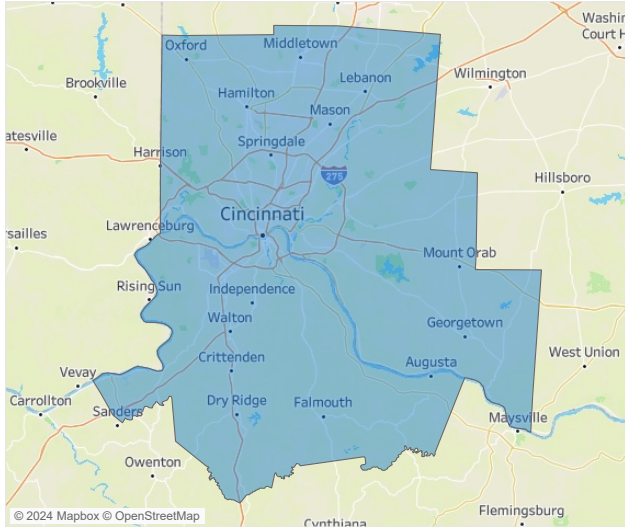 Washin
Court H
Oxford
Middletown
Lebanon
Wilmington
Brookville
Hamilton
Mason
atesville
Springdale
Harrison
275
Hillsboro
Cincinnati
Lawrenceburg
rsailles
Mount Orab
Rising Sun
Independence
Walton
Georgetown
West Union
Crittenden
Augusta
Vevay
Carrollton
Sanders
Dry Ridge
Falmouth
Maysville
Owenton
Flemingsburg
© 2024 Mapbox © OpenStreetMap
Cynthiana